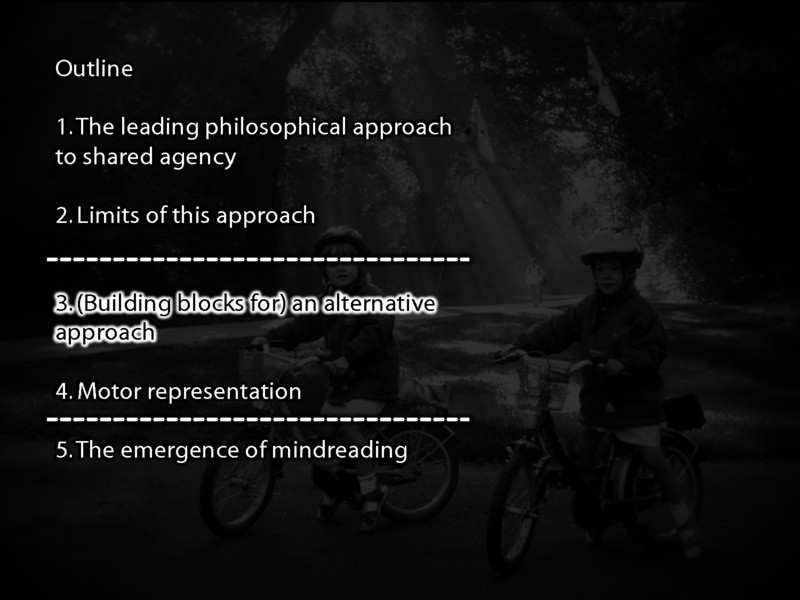 Outline
1. The leading philosophical approach
to shared agency
2. Limits of this approach
3. (Building blocks for) an alternative
approach
4. Motor representation
5. The emergence of mindreading